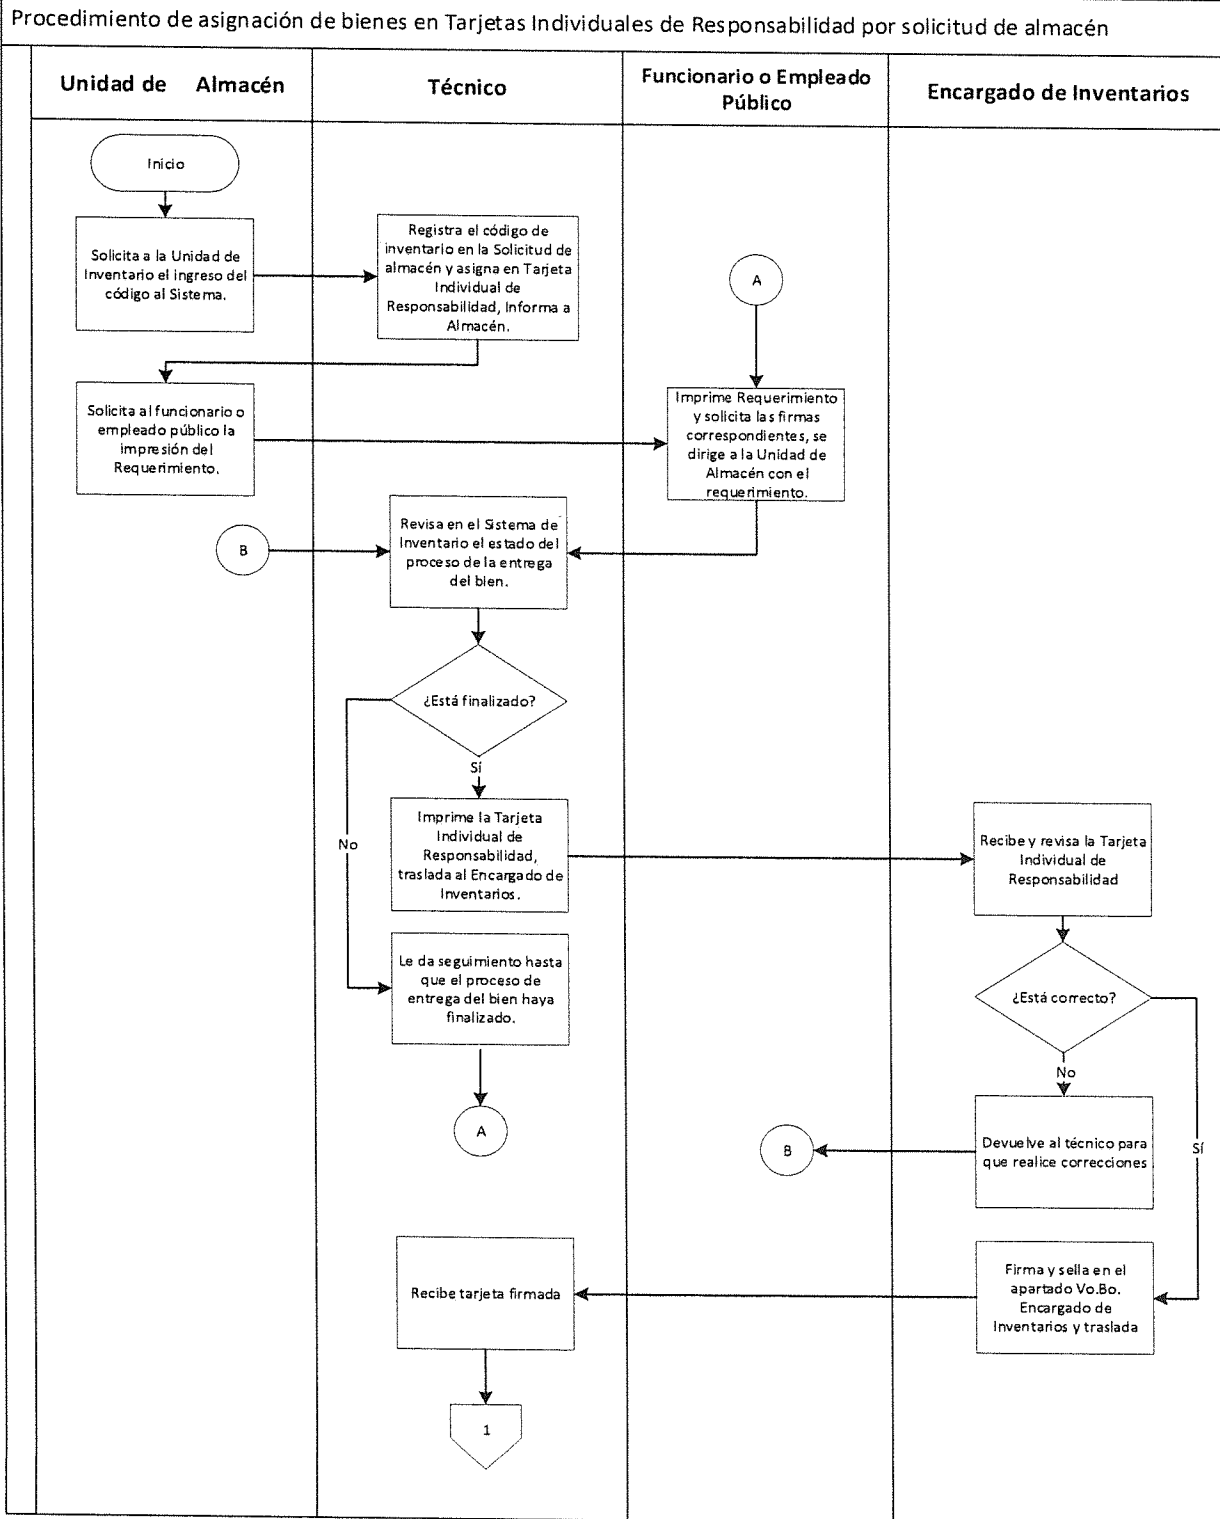 Procedimiento de asignación de bienes en Tarjetas Individuales de Responsabilidad por solicitud de almacén
Unidad de Almacén
Técnico
Funcionario o Empleado
Público
Encargado de Inventarios
Inicio
Solicita a la Unidad de
Inventario el ingreso del
código al Sistema.
Registra el código de
inventario en la Solicitud de
almacén y asigna en Tarjeta
Individual de
Responsabilidad, Informa a
Almacén.
A
Solicita al funcionario o
empleado público la
impresión del
Requerimiento.
Imprime Requerimiento
y solicita las firmas
correspondientes, se
dirige a la Unidad de
Almacén con el
requerimiento.
B
Revisa en el Sistema de
Inventario el estado del
proceso de la entrega
del bien.
¿Está finalizado?
Sí
No
Imprime la Tarjeta
Individual de
Responsabilidad,
traslada al Encargado de
Inventarios.
Recibe y revisa la Tarjeta
Individual de
Responsabilidad
Le da seguimiento hasta
que el proceso de
entrega del bien haya
finalizado.
¿Está correcto?
No
A
B
Devuelve al técnico para
que realice correcciones
Sí
Recibe tarjeta firmada
Firma y sella en el
apartado Vo.Bo.
Encargado de
Inventarios y traslada
1